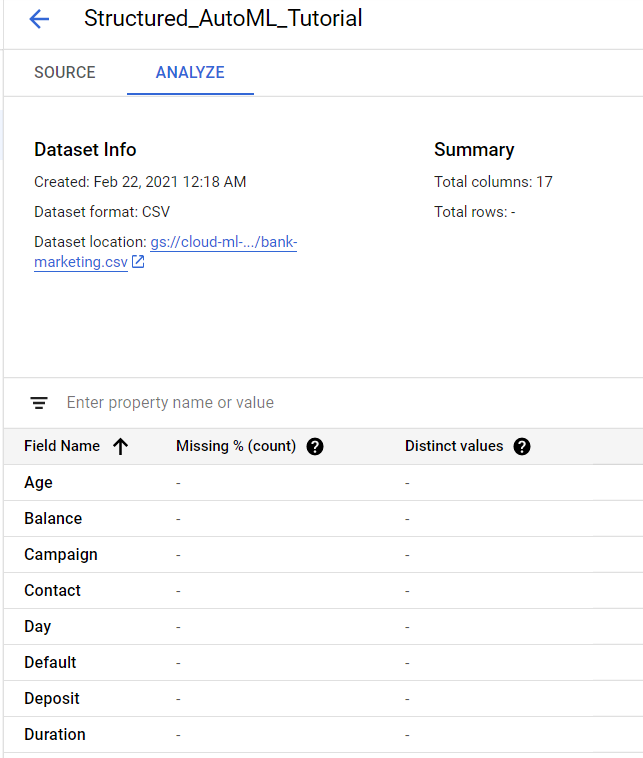 Structured_AutoML_Tutorial
SOURCE
ANALYZE
Dataset Info
Created: Feb 22, 2021 12:18 AM
Dataset format: CSV
Dataset location: gs://cloud-ml-.../bank-
marketing.csv
Summary
Total columns: 17
Total rows: -
Enter property name or value
Field Name Missing % (count) Distinct values
Age - -
Balance - -
Campaign - -
Contact - -
Day - -
Default - -
Deposit - -
Duration - -